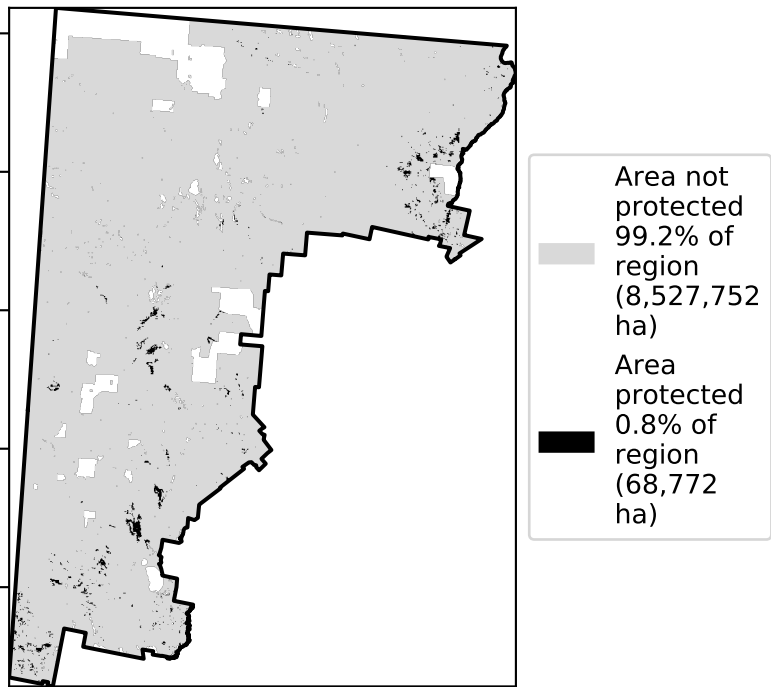 Area not
protected
99.2% of
region
(8,527,752
ha)
Area
protected
0.8% of
region
(68,772
ha)